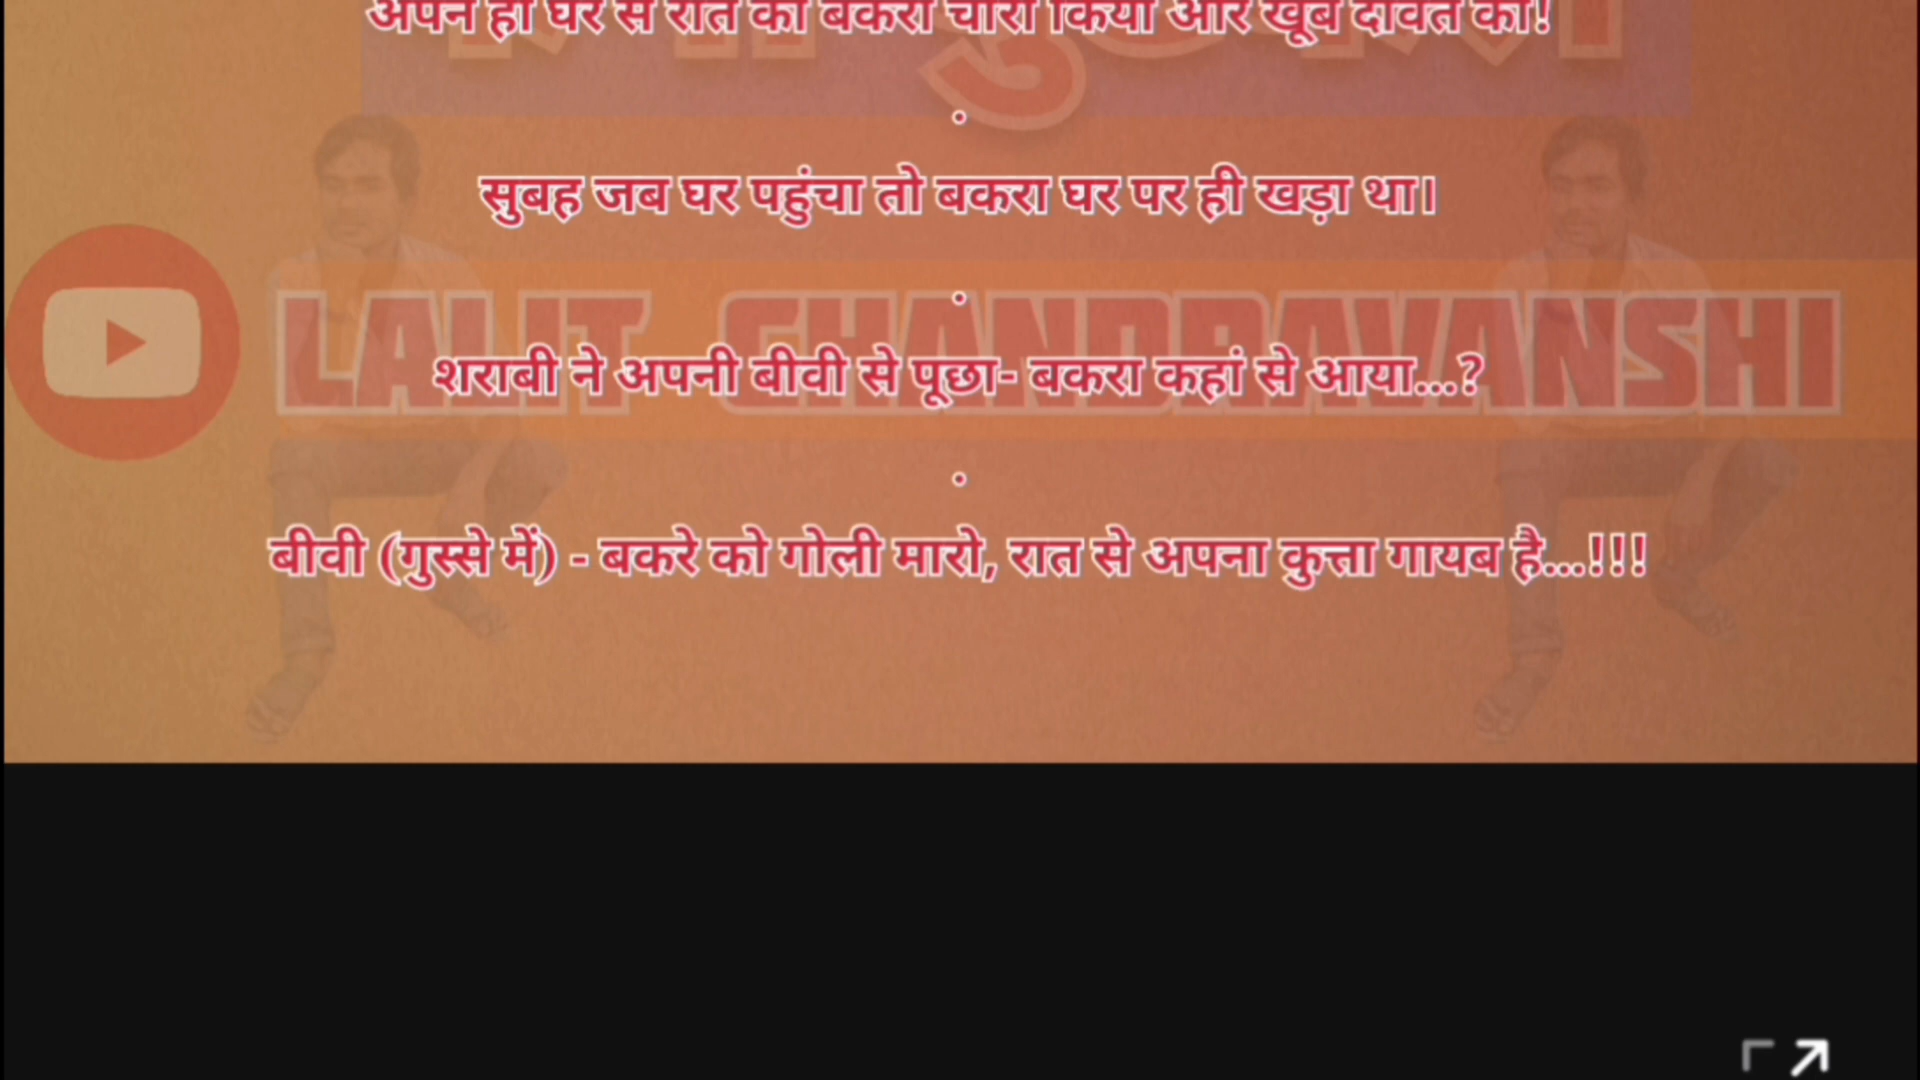 अपने ही घर से रात को बकरा चोरी किया और खूब दावत की!
सुबह जब घर पहुंचा तो बकरा घर पर ही खड़ा था।
LALIT CHANDRAVANSHI
शराबी ने अपनी बीवी से पूछा- बकरा कहां से आया...?
बीवी (गुस्से में) - बकरे को गोली मारो, रात से अपना कुत्ता गायब है...!!!